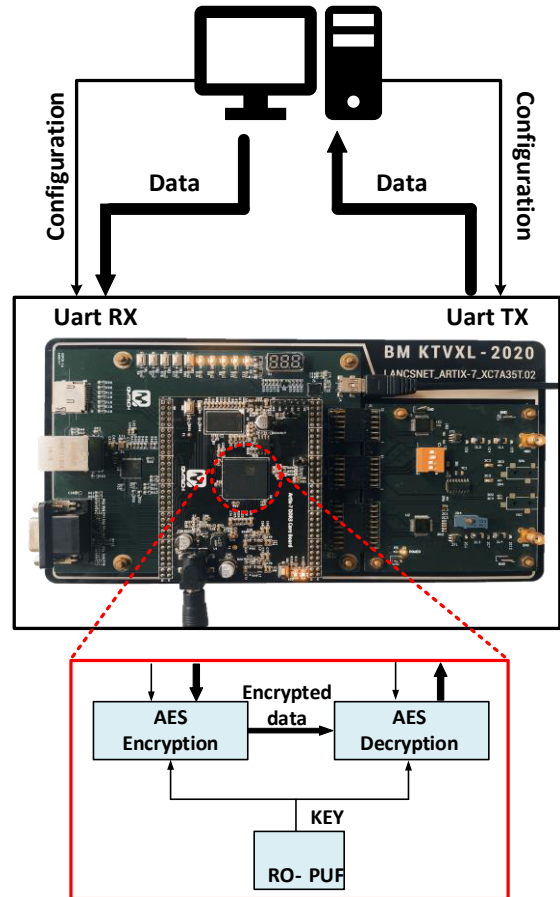 Configuration
Data
Data
Configuration
Uart RX
Uart TX
BM KTVXL - 2020
LANCSNET_ARTIX-7_XC7A35T.02
Encrypted
data
AES
Encryption
AES
Decryption
KEY
RO- PUF